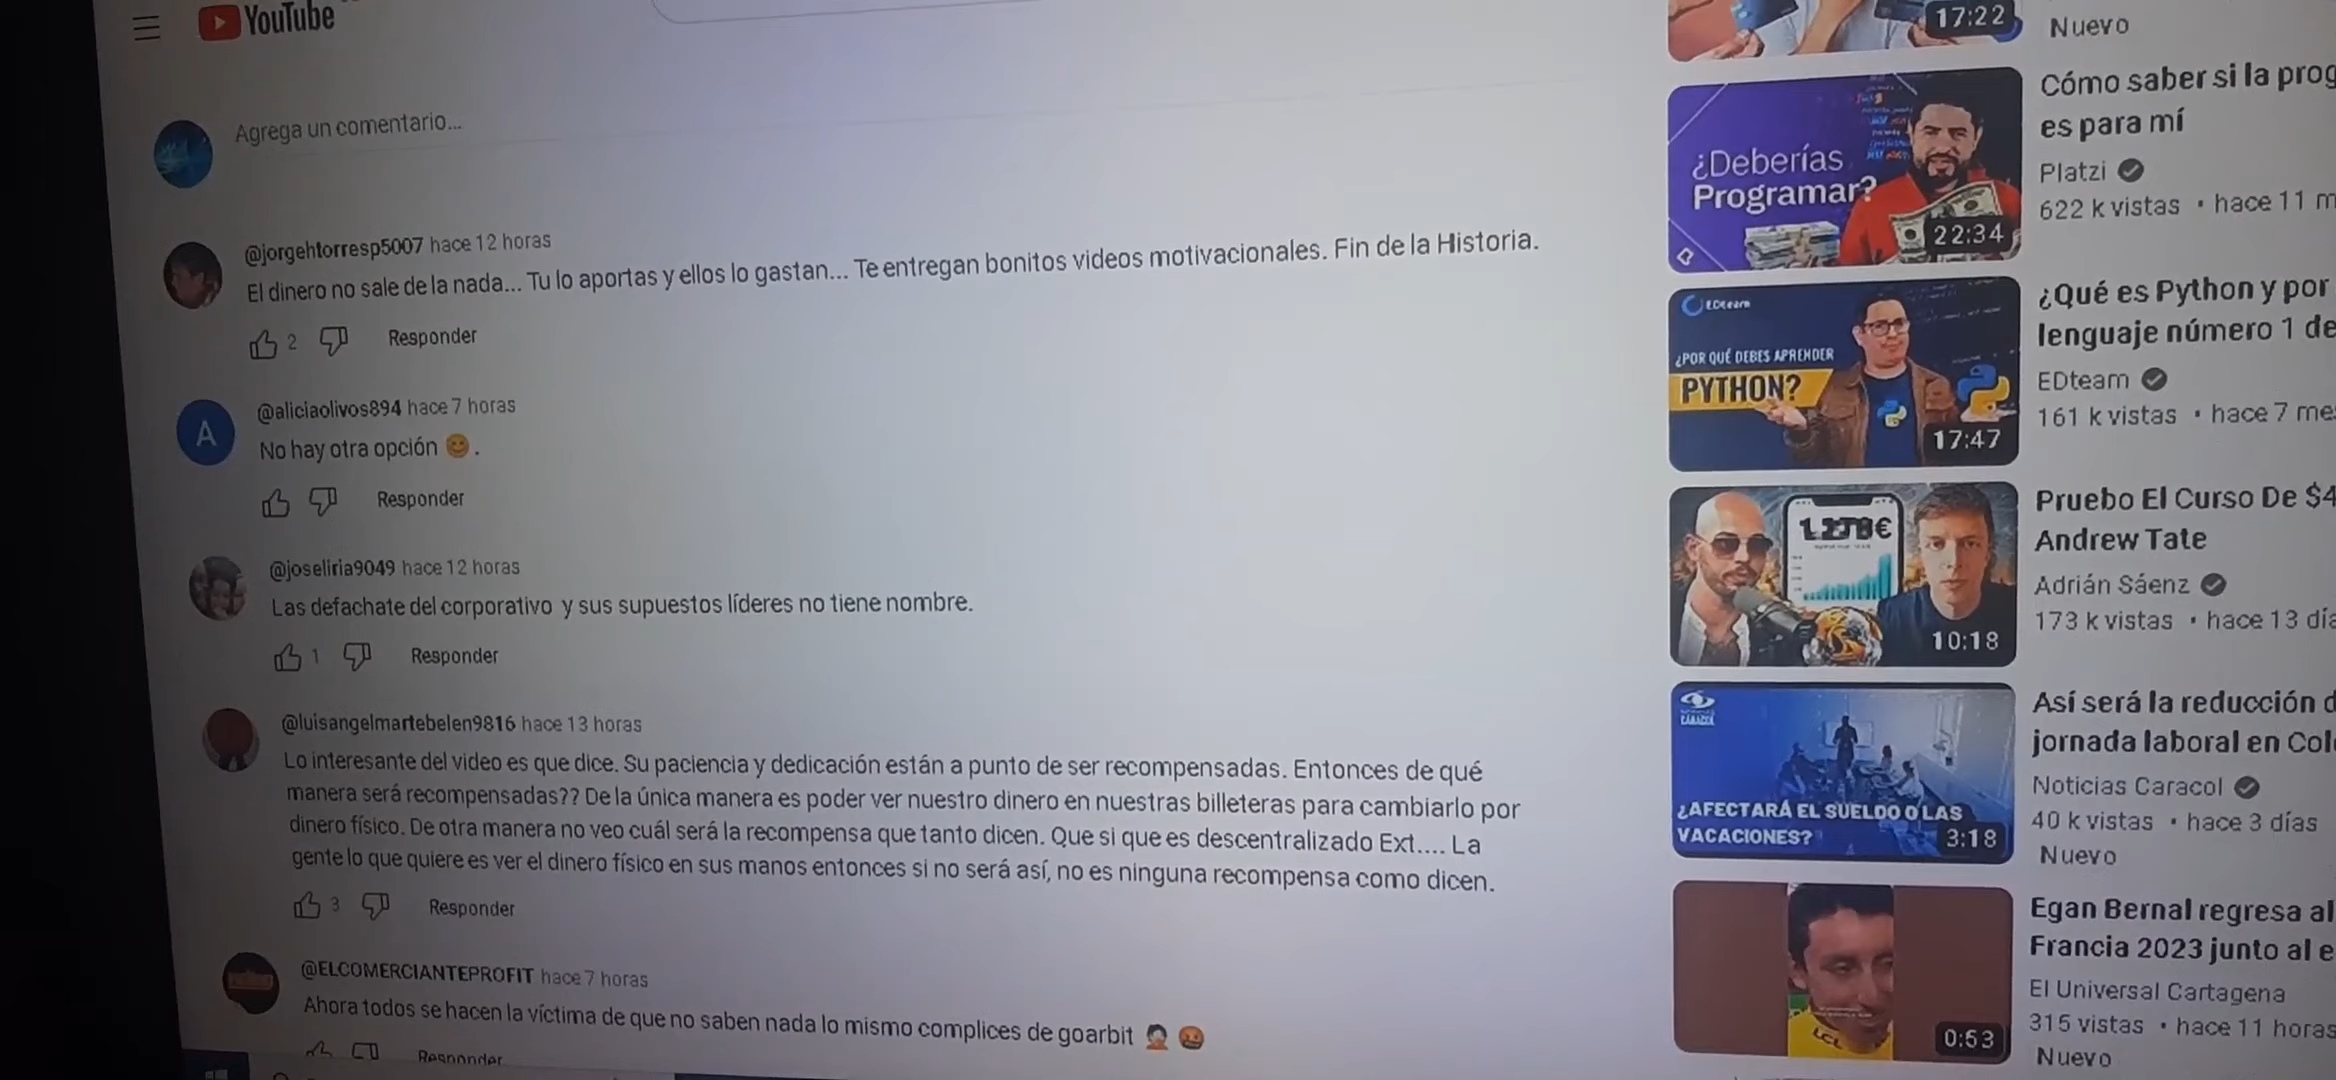 YouTube
Agrega un comentario...
@jorgehtorresp5007 hace 12 horas
El dinero no sale de la nada... Tu lo aportas y ellos lo gastan... Te entregan bonitos videos motivacionales. Fin de la Historia.
2 Responder
A
@aliciaolivos894 hace 7 horas
No hay otra opción 😊.
Responder
@joseliria9049 hace 12 horas
Las defachate del corporativo y sus supuestos líderes no tiene nombre.
1 Responder
@luisangelmartebelen9816 hace 13 horas
Lo interesante del video es que dice. Su paciencia y dedicación están a punto de ser recompensadas. Entonces de qué
manera será recompensadas?? De la única manera es poder ver nuestro dinero en nuestras billeteras para cambiarlo por
dinero físico. De otra manera no veo cuál será la recompensa que tanto dicen. Que si que es descentralizado Ext.... La
gente lo que quiere es ver el dinero físico en sus manos entonces si no será así, no es ninguna recompensa como dicen.
3 Responder
@ELCOMERCIANTEPROFIT hace 7 horas
Ahora todos se hacen la víctima de que no saben nada lo mismo complices de goarbit 🤦 🤬
Responder
17:22
Nuevo
¿Deberías
Programar?
22:34
Cómo saber si la prog
es para mí
Platzi
622 k vistas • hace 11 m
EDteam
¿POR QUÉ DEBES APRENDER
PYTHON?
17:47
¿Qué es Python y por
lenguaje número 1 de
EDteam
161 k vistas • hace 7 me
10:18
Pruebo El Curso De $4
Andrew Tate
Adrián Sáenz
173 k vistas • hace 13 día
CARACOL
¿AFECTARÁ EL SUELDO O LAS
VACACIONES?
3:18
Así será la reducción d
jornada laboral en Col
Noticias Caracol
40 k vistas • hace 3 días
Nuevo
LCL
0:53
Egan Bernal regresa al
Francia 2023 junto al e
El Universal Cartagena
315 vistas • hace 11 horas
Nuevo